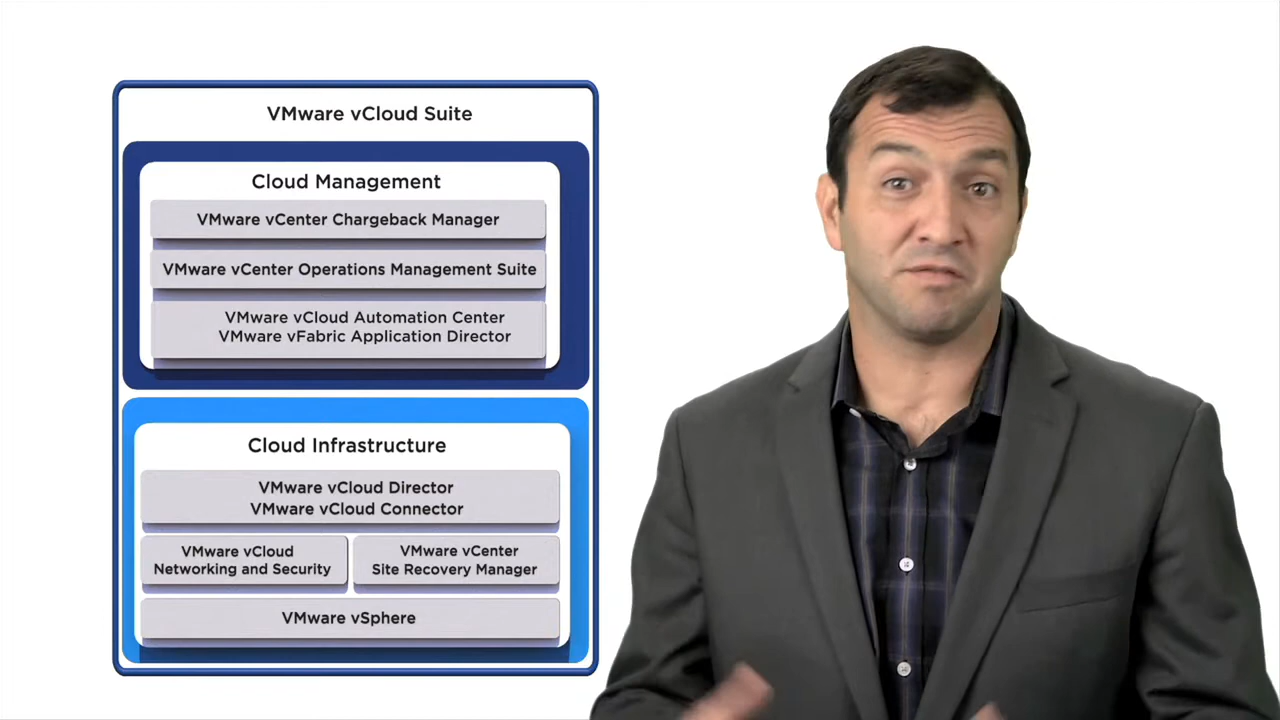 VMware vCloud Suite
Cloud Management
VMware vCenter Chargeback Manager
VMware vCenter Operations Management Suite
VMware vCloud Automation Center
VMware vFabric Application Director
Cloud Infrastructure
VMware vCloud Director
VMware vCloud Connector
VMware vCloud
Networking and Security
VMware vCenter
Site Recovery Manager
VMware vSphere